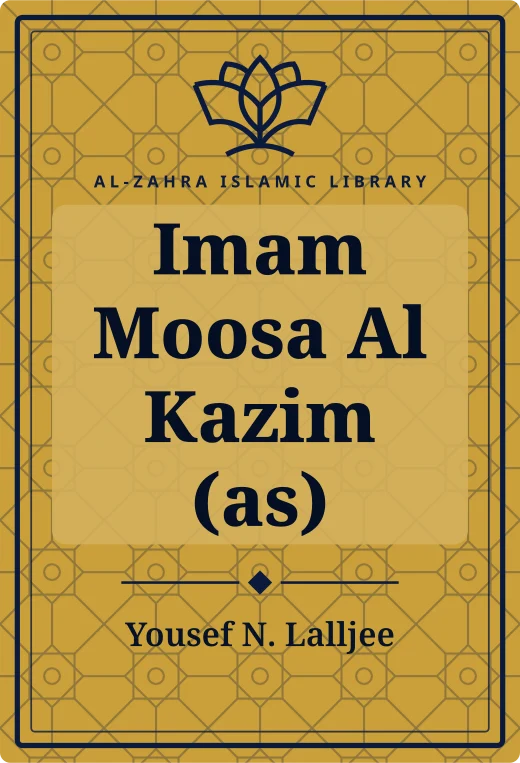 AL-ZAHRA ISLAMIC LIBRARY
Imam
Moosa Al
Kazim
(as)
Yousef N. Lalljee